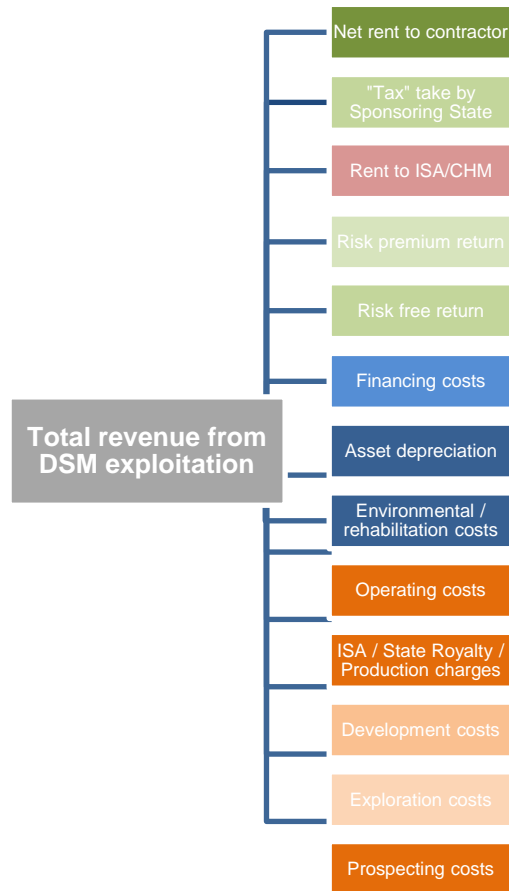 Net rent to contractor
"Tax" take by
Sponsoring State
Rent to ISA/CHM
Risk premium return
Risk free return
Financing costs
Total revenue from
DSM exploitation
Asset depreciation
Environmental /
rehabilitation costs
Operating costs
ISA / State Royalty /
Production charges
Development costs
Exploration costs
Prospecting costs